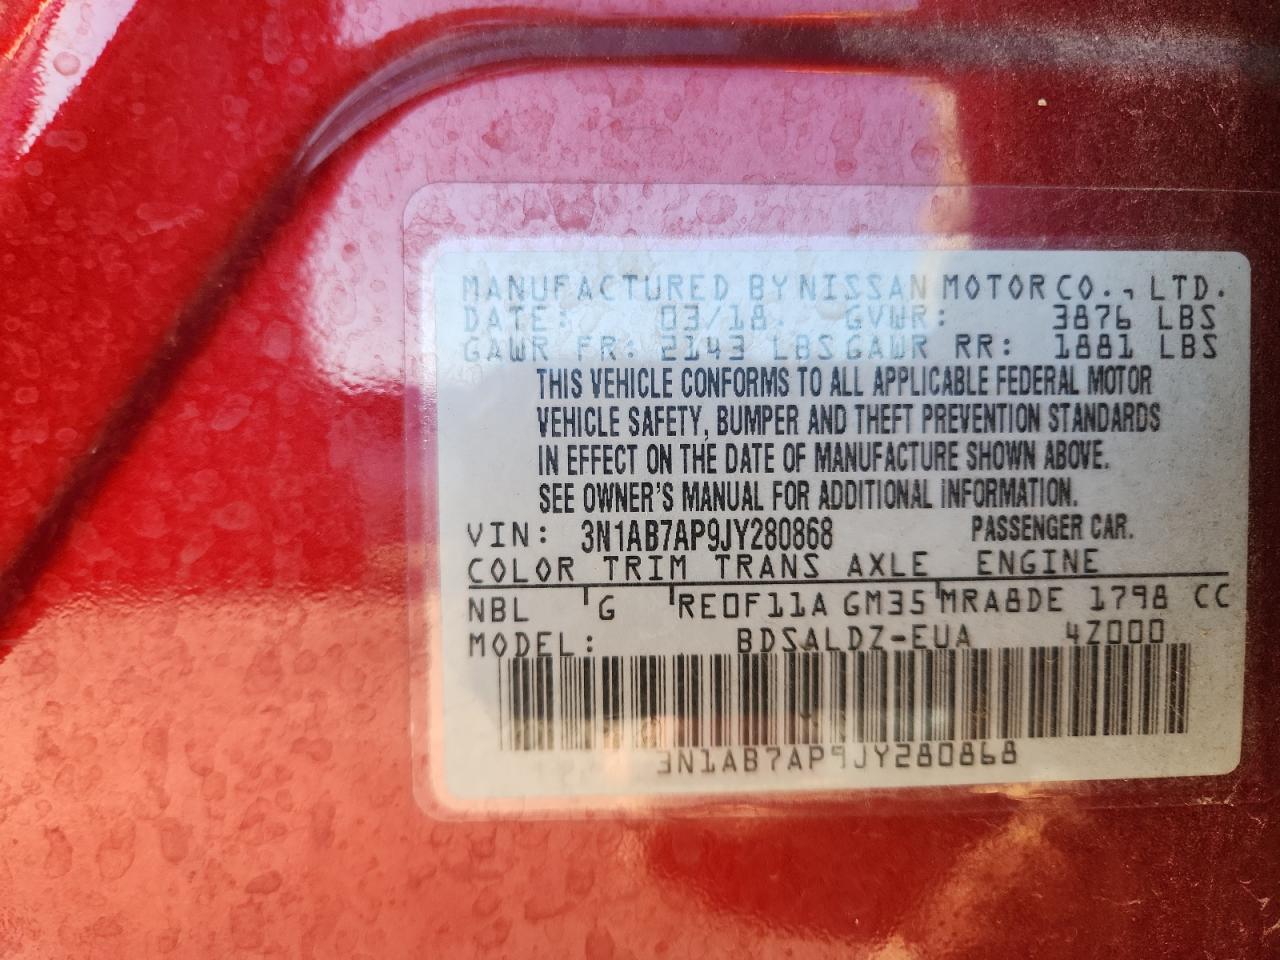 MANUFACTURED BY NISSAN MOTOR CO., LTD.
DATE: 03/18 GVWR: 3876 LBS
GAWR FR: 2143 LBS GAWR RR: 1881 LBS
THIS VEHICLE CONFORMS TO ALL APPLICABLE FEDERAL MOTOR
VEHICLE SAFETY, BUMPER AND THEFT PREVENTION STANDARDS
IN EFFECT ON THE DATE OF MANUFACTURE SHOWN ABOVE.
SEE OWNER'S MANUAL FOR ADDITIONAL INFORMATION.
VIN: 3N1AB7AP9JY280868 PASSENGER CAR.
COLOR TRIM TRANS AXLE ENGINE
NBL G RE0F11A GM35 MRA8DE 1798 CC
MODEL: BDSALDZ-EUA 4Z000
3N1AB7AP9JY280868